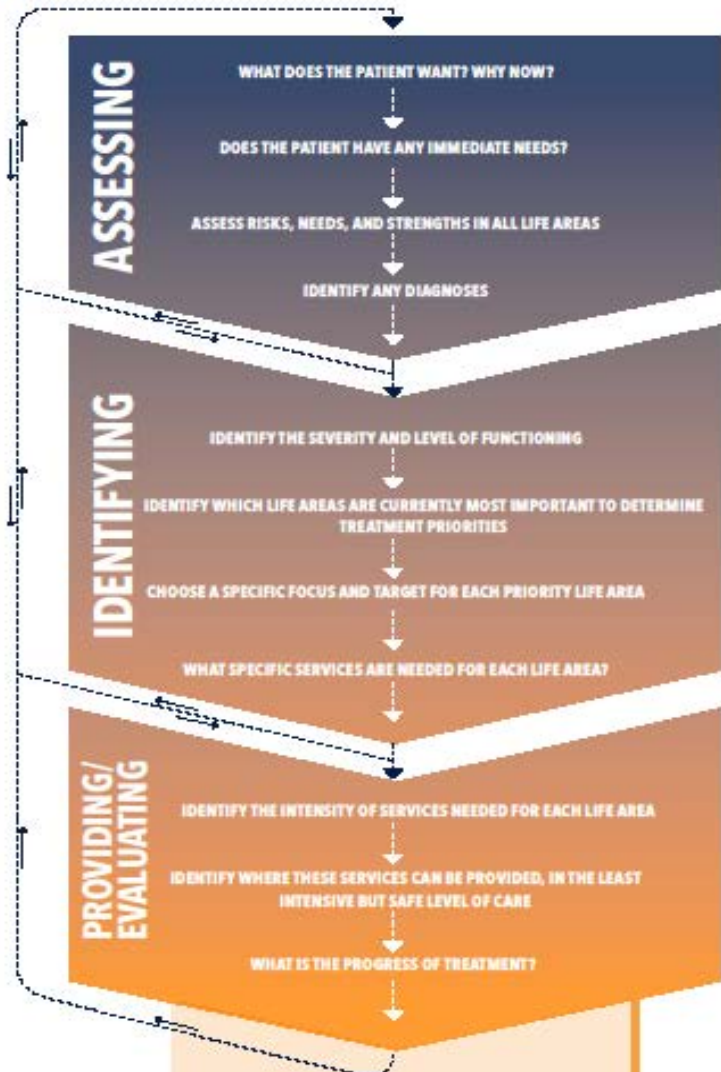 ASSESSING
WHAT DOES THE PATIENT WANT? WHY NOW?
DOES THE PATIENT HAVE ANY IMMEDIATE NEEDS?
ASSESS RISKS, NEEDS, AND STRENGTHS IN ALL LIFE AREAS
IDENTIFY ANY DIAGNOSES
IDENTIFYING
IDENTIFY THE SEVERITY AND LEVEL OF FUNCTIONING
IDENTIFY WHICH LIFE AREAS ARE CURRENTLY MOST IMPORTANT TO DETERMINE
TREATMENT PRIORITIES
CHOOSE A SPECIFIC FOCUS AND TARGET FOR EACH PRIORITY LIFE AREA
WHAT SPECIFIC SERVICES ARE NEEDED FOR EACH LIFE AREA?
PROVIDING/
EVALUATING
IDENTIFY THE INTENSITY OF SERVICES NEEDED FOR EACH LIFE AREA
IDENTIFY WHERE THESE SERVICES CAN BE PROVIDED, IN THE LEAST
INTENSIVE BUT SAFE LEVEL OF CARE
WHAT IS THE PROGRESS OF TREATMENT?